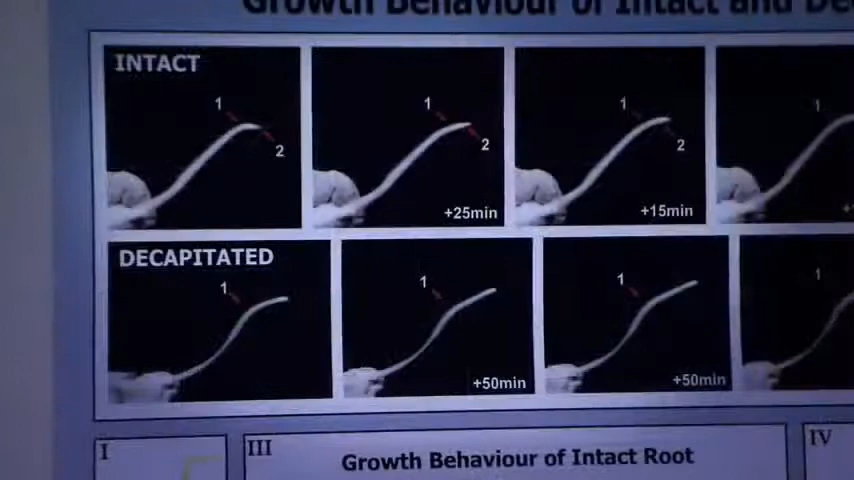 Growth Behaviour of Intact and
INTACT
1
2
1
2
+25min
1
2
+15min
1
DECAPITATED
1
1
+50min
1
+50min
1
I
III
Growth Behaviour of Intact Root
IV